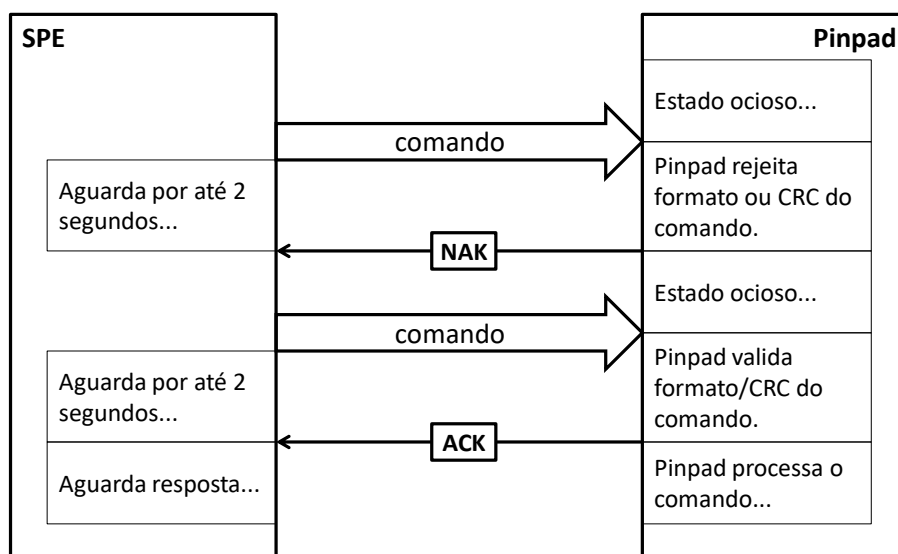 SPE
Pinpad
Estado ocioso...
comando
Aguarda por até 2
segundos...
Pinpad rejeita
formato ou CRC do
comando.
NAK
Estado ocioso...
comando
Aguarda por até 2
segundos...
Pinpad valida
formato/CRC do
comando.
ACK
Aguarda resposta...
Pinpad processa o
comando...